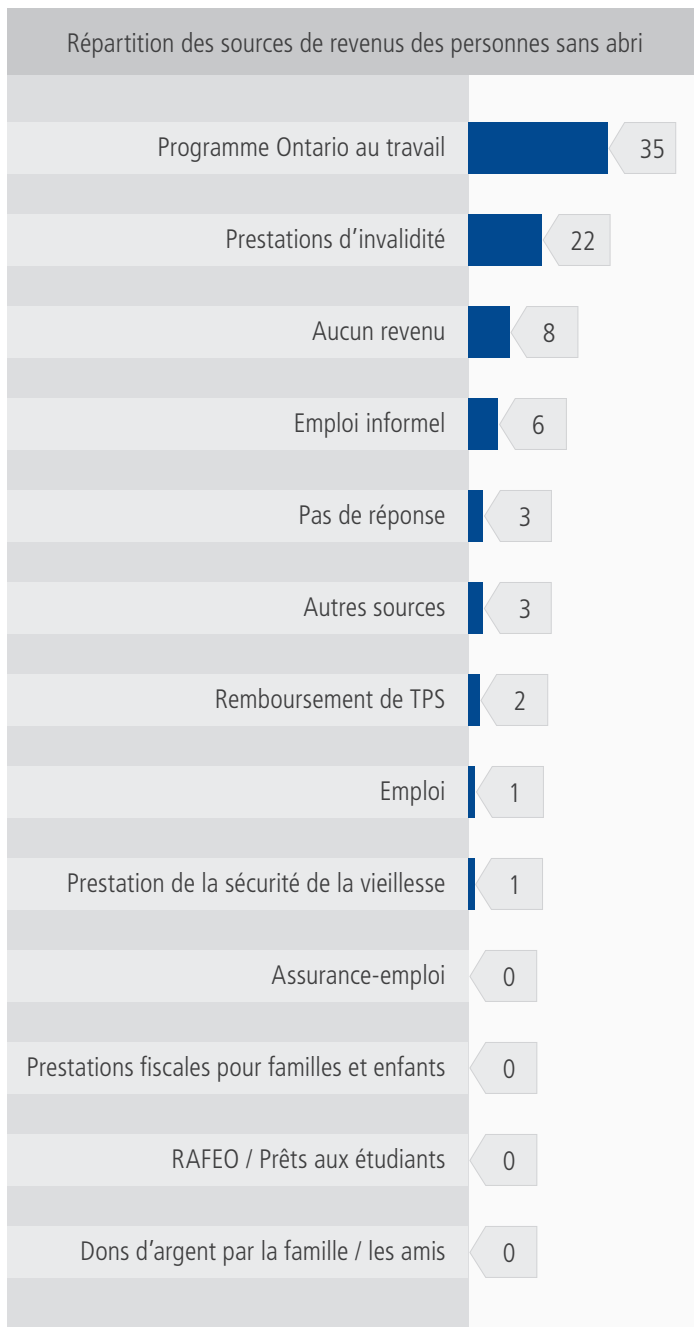 Répartition des sources de revenus des personnes sans abri
Programme Ontario au travail 35
Prestations d’invalidité 22
Aucun revenu 8
Emploi informel 6
Pas de réponse 3
Autres sources 3
Remboursement de TPS 2
Emploi 1
Prestation de la sécurité de la vieillesse 1
Assurance-emploi 0
Prestations fiscales pour familles et enfants 0
RAFEO / Prêts aux étudiants 0
Dons d’argent par la famille / les amis 0